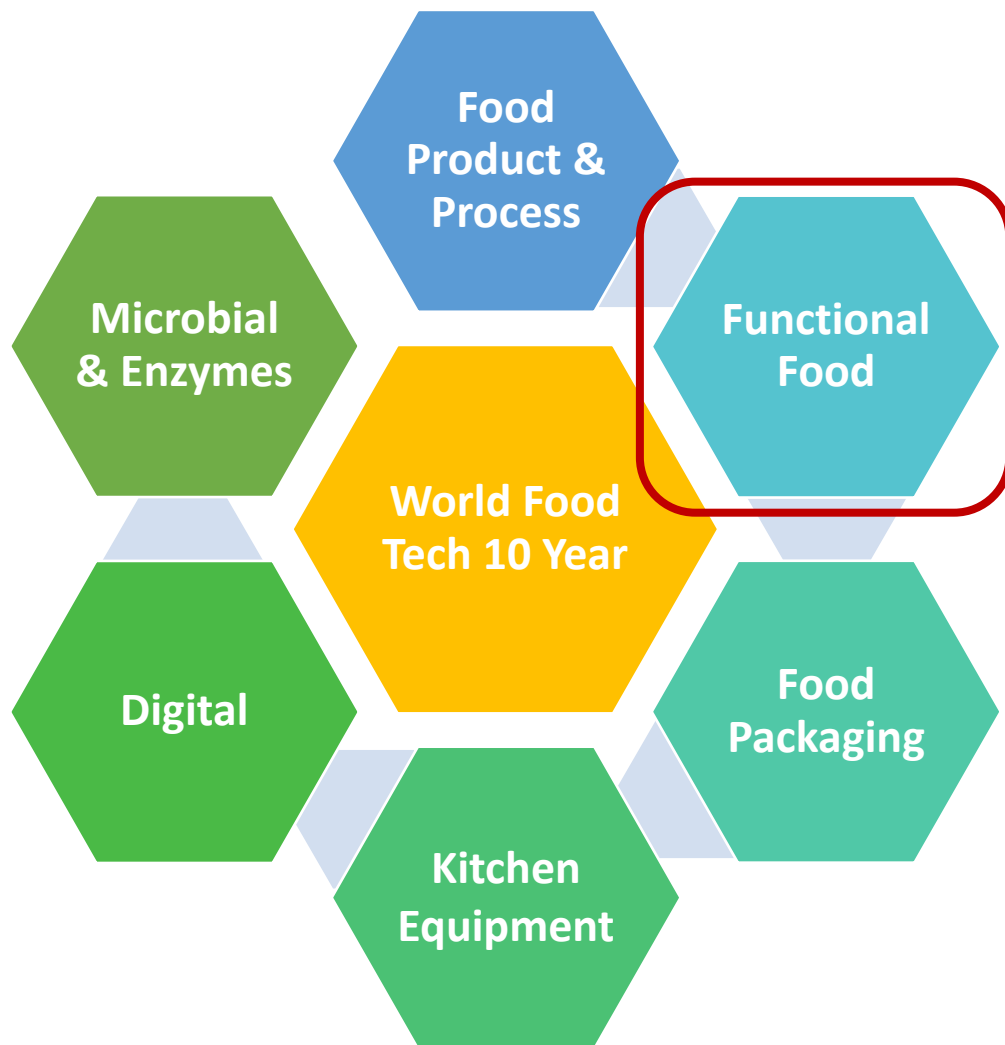 Food
Product &
Process
Functional
Food
Microbial
& Enzymes
World Food
Tech 10 Year
Food
Packaging
Digital
Kitchen
Equipment